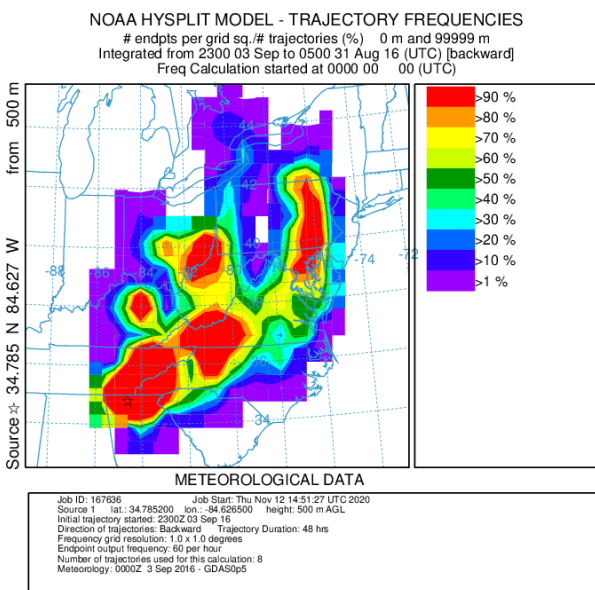 NOAA HYSPLIT MODEL - TRAJECTORY FREQUENCIES
# endpts per grid sq./# trajectories (%)    0 m and 99999 m
Integrated from 2300 03 Sep to 0500 31 Aug 16 (UTC) [backward]
Freq Calculation started at 0000 00    00 (UTC)
Source ☆ 34.785 N 84.627 W    from 500 m
44
42
40
38
36
34
-88
-86
-84
-82
-80
-74
-72
>90 %
>80 %
>70 %
>60 %
>50 %
>40 %
>30 %
>20 %
>10 %
>1 %
METEOROLOGICAL DATA
Job ID: 167636    Job Start: Thu Nov 12 14:51:27 UTC 2020
Source 1    lat.: 34.785200    lon.: -84.626500    height: 500 m AGL
Initial trajectory started: 2300Z 03 Sep 16
Direction of trajectories: Backward    Trajectory Duration: 48 hrs
Frequency grid resolution: 1.0 x 1.0 degrees
Endpoint output frequency: 60 per hour
Number of trajectories used for this calculation: 8
Meteorology: 0000Z  3 Sep 2016 - GDAS0p5